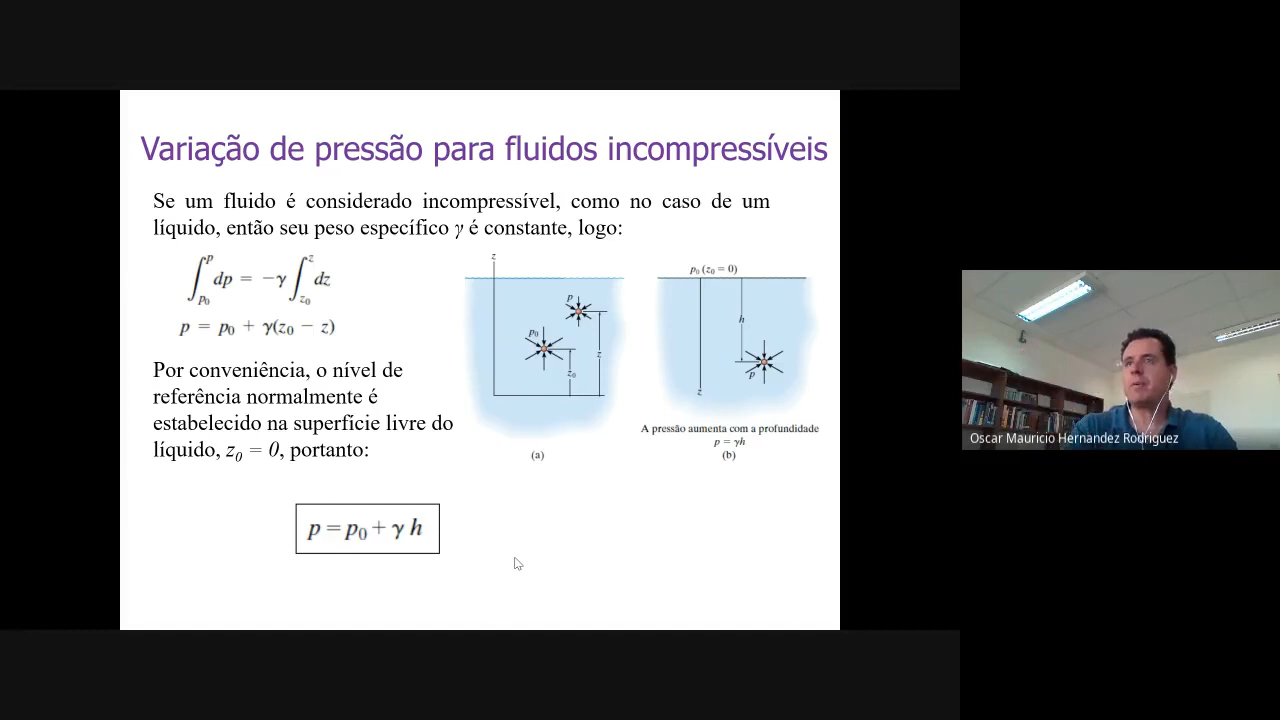 Variação de pressão para fluidos incompressíveis
Se um fluido é considerado incompressível, como no caso de um
líquido, então seu peso específico γ é constante, logo:
∫_{p₀}^{p} dp = −γ ∫_{z₀}^{z} dz
p = p₀ + γ(z₀ − z)
Por conveniência, o nível de
referência normalmente é
estabelecido na superfície livre do
líquido, z₀ = 0, portanto:
p = p₀ + γ h
z
p
p₀
z
z₀
(a)
p₀ (z₀ = 0)
h
p
z
A pressão aumenta com a profundidade
p = γh
(b)
Oscar Mauricio Hernandez Rodriguez